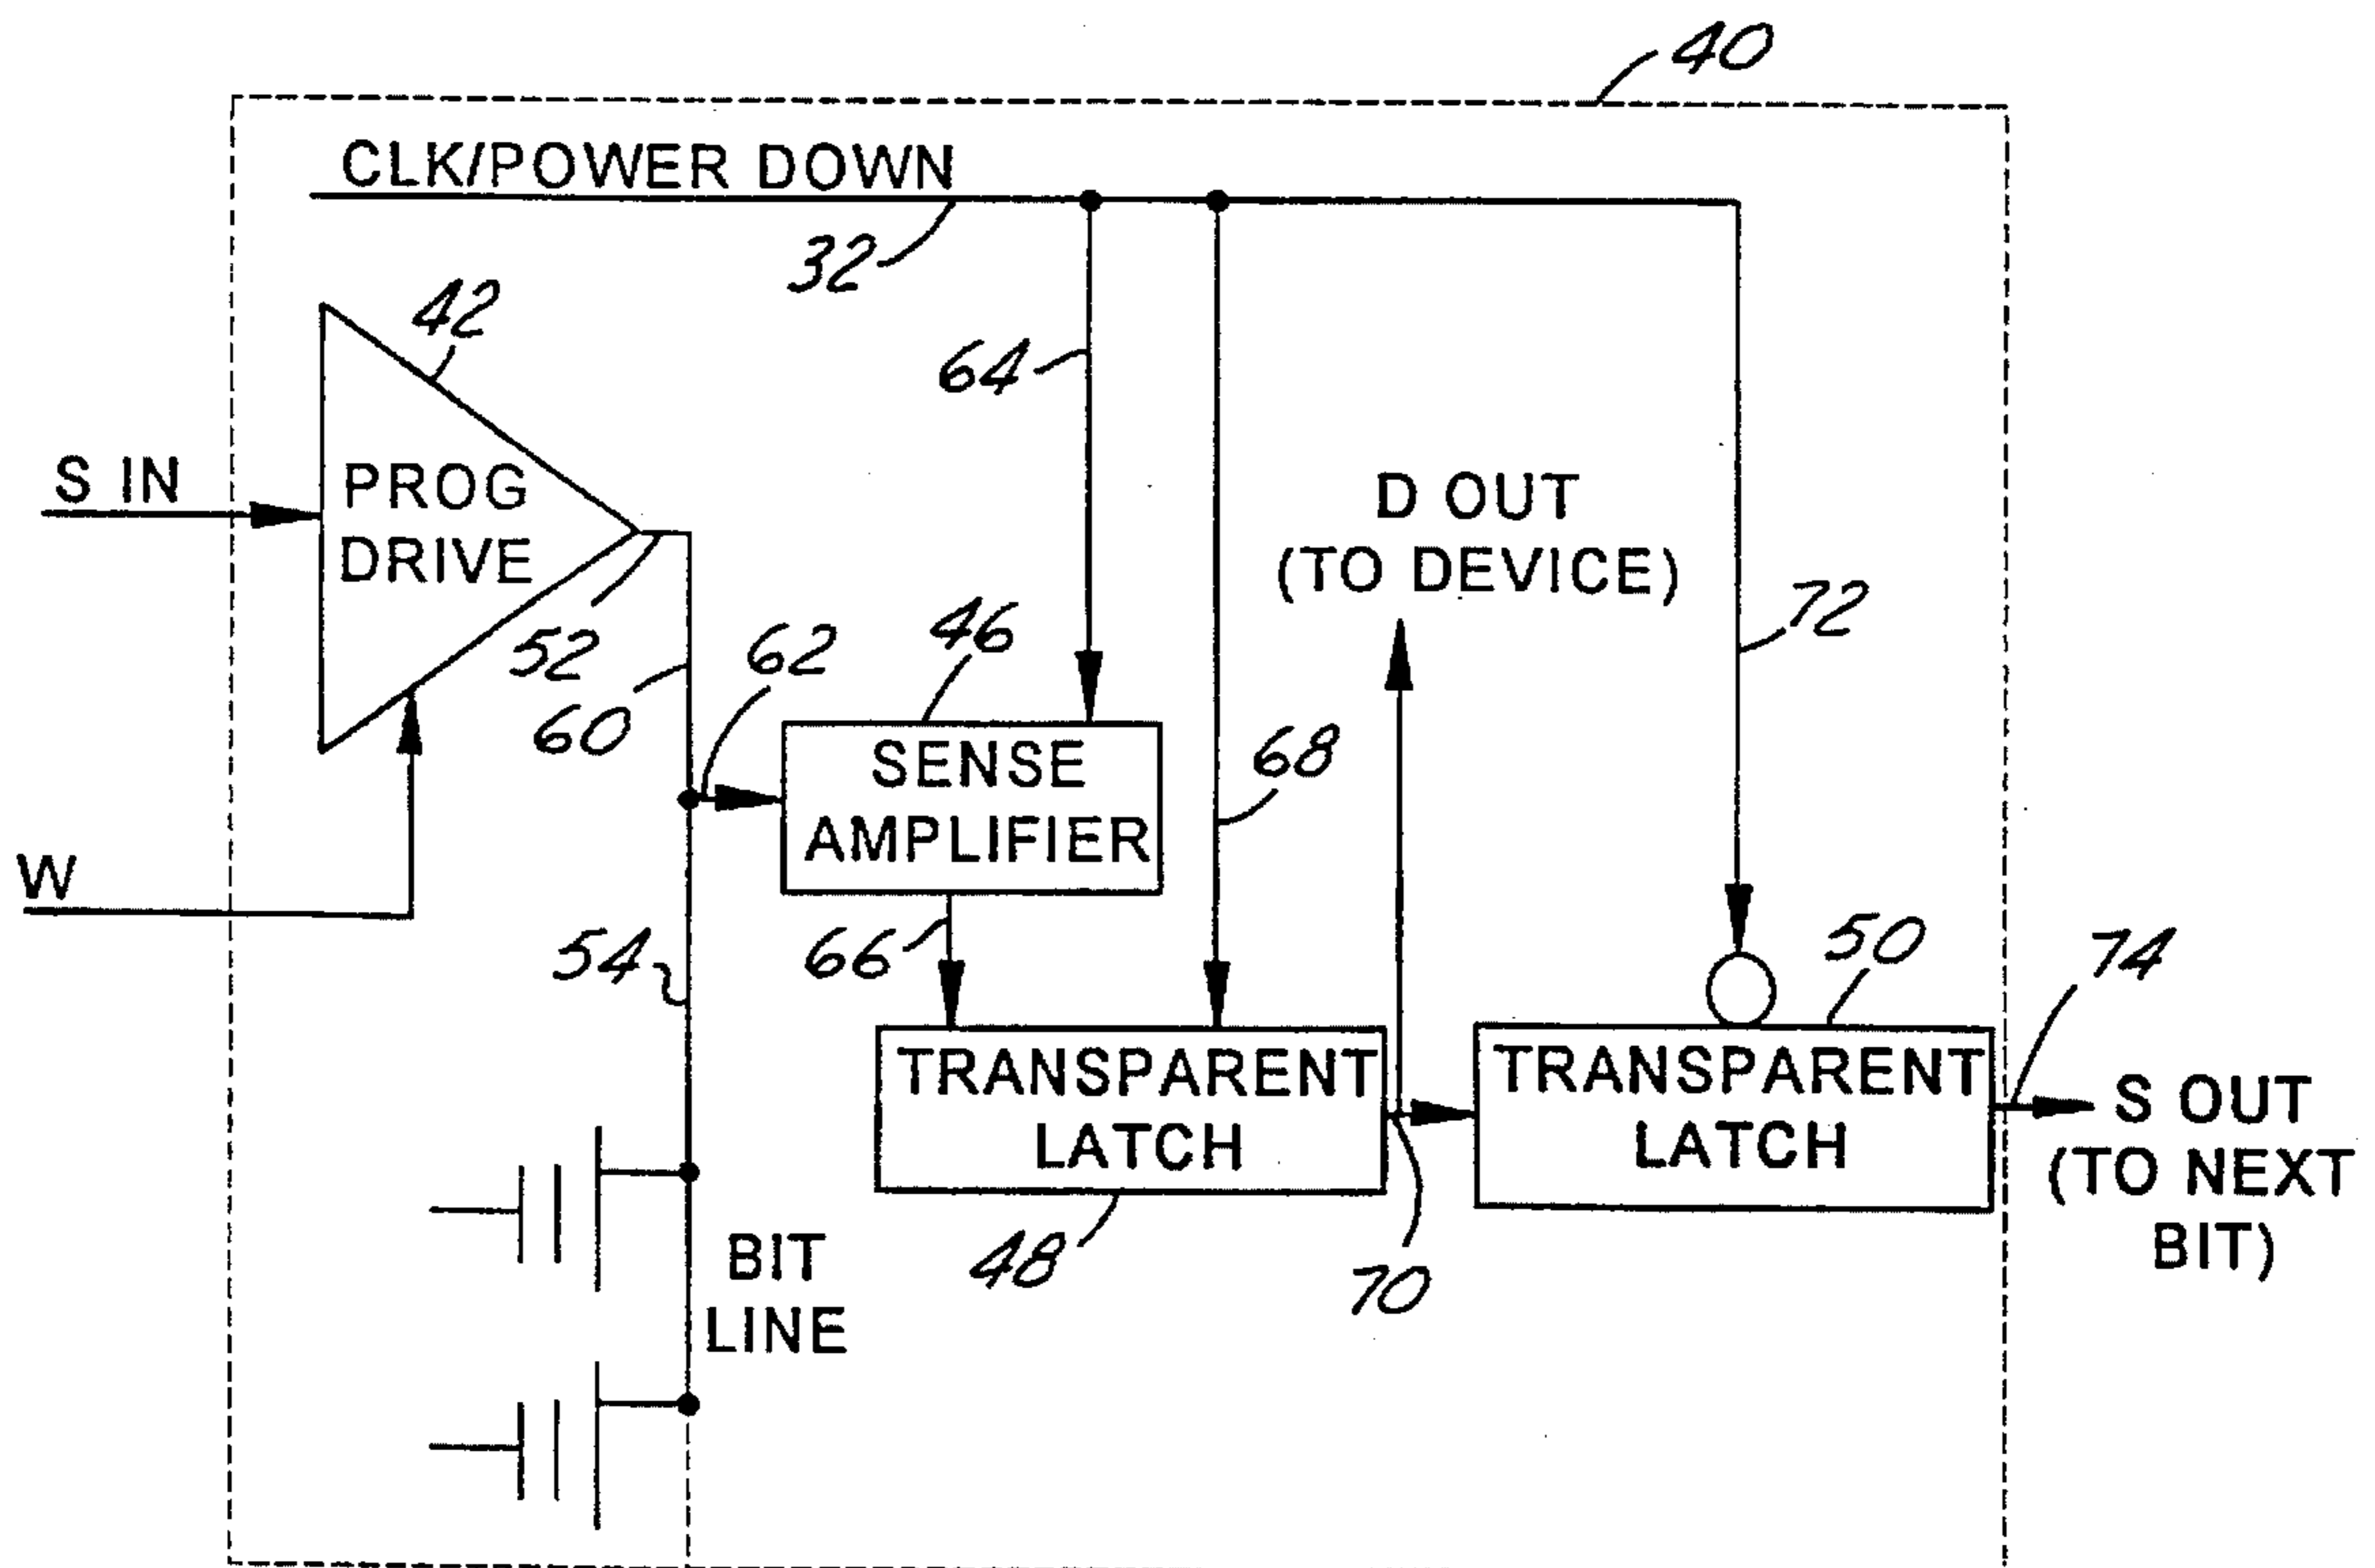 40
CLK/POWER DOWN
32
42
64
S IN
PROG
DRIVE
D OUT
(TO DEVICE)
52
60
62
46
72
SENSE
AMPLIFIER
68
W
54
66
50
74
TRANSPARENT
LATCH
TRANSPARENT
LATCH
S OUT
(TO NEXT
BIT)
48
70
BIT
LINE